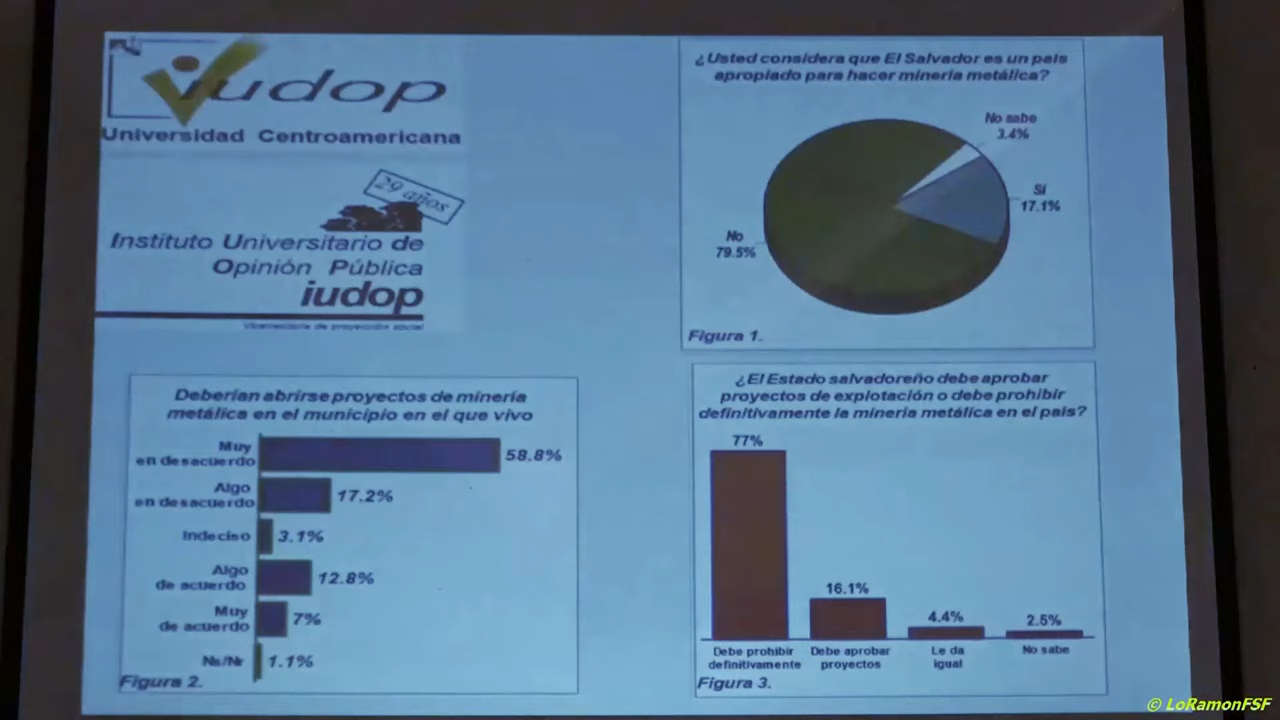 iudop
Universidad Centroamericana
29 años
Instituto Universitario de
Opinión Pública
iudop
Vicerrectoría de proyección social
¿Usted considera que El Salvador es un país
apropiado para hacer minería metálica?
No sabe
3.4%
Sí
17.1%
No
79.5%
Figura 1.
Deberían abrirse proyectos de minería
metálica en el municipio en el que vivo
Muy
en desacuerdo
58.8%
Algo
en desacuerdo
17.2%
Indeciso
3.1%
Algo
de acuerdo
12.8%
Muy
de acuerdo
7%
Ns/Nr
1.1%
Figura 2.
¿El Estado salvadoreño debe aprobar
proyectos de explotación o debe prohibir
definitivamente la minería metálica en el país?
77%
16.1%
4.4%
2.5%
Debe prohibir
definitivamente
Debe aprobar
proyectos
Le da
igual
No sabe
Figura 3.
© LoRamonFSF